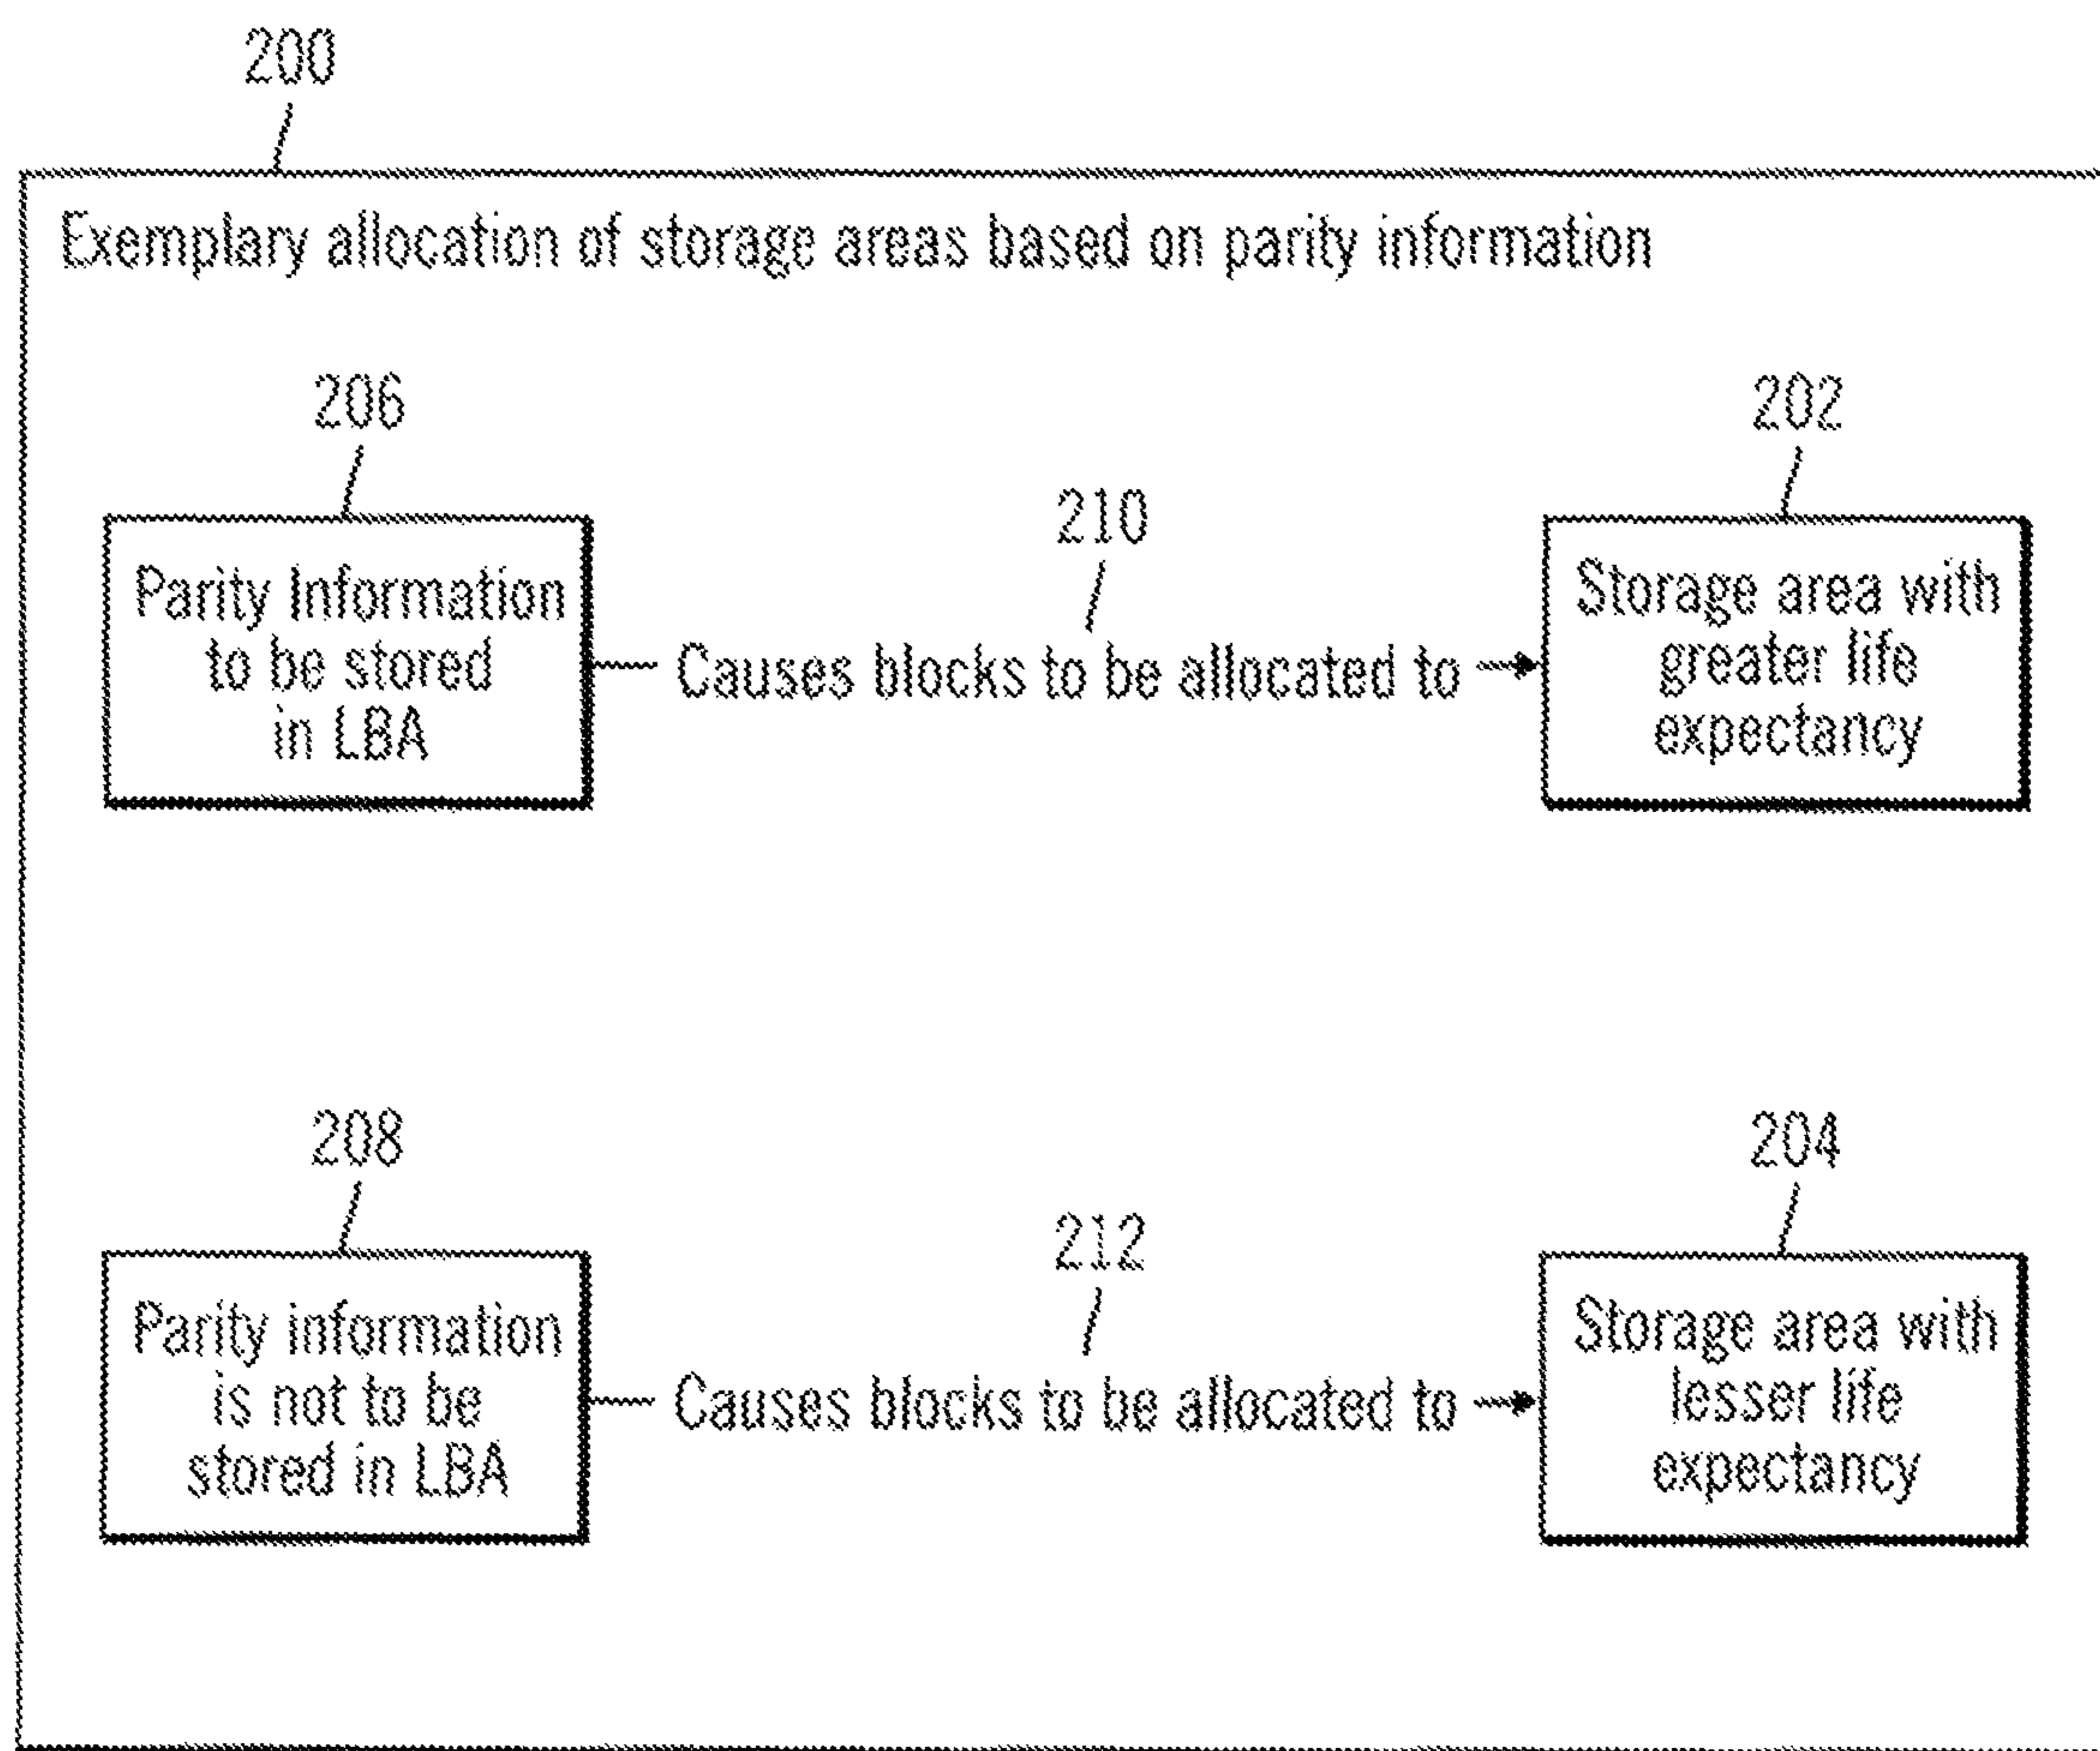 200
Exemplary allocation of storage areas based on parity information
206
202
210
Parity Information
to be stored
in LBA
Causes blocks to be allocated to
Storage area with
greater life
expectancy
208
204
212
Parity information
is not to be
stored in LBA
Causes blocks to be allocated to
Storage area with
lesser life
expectancy